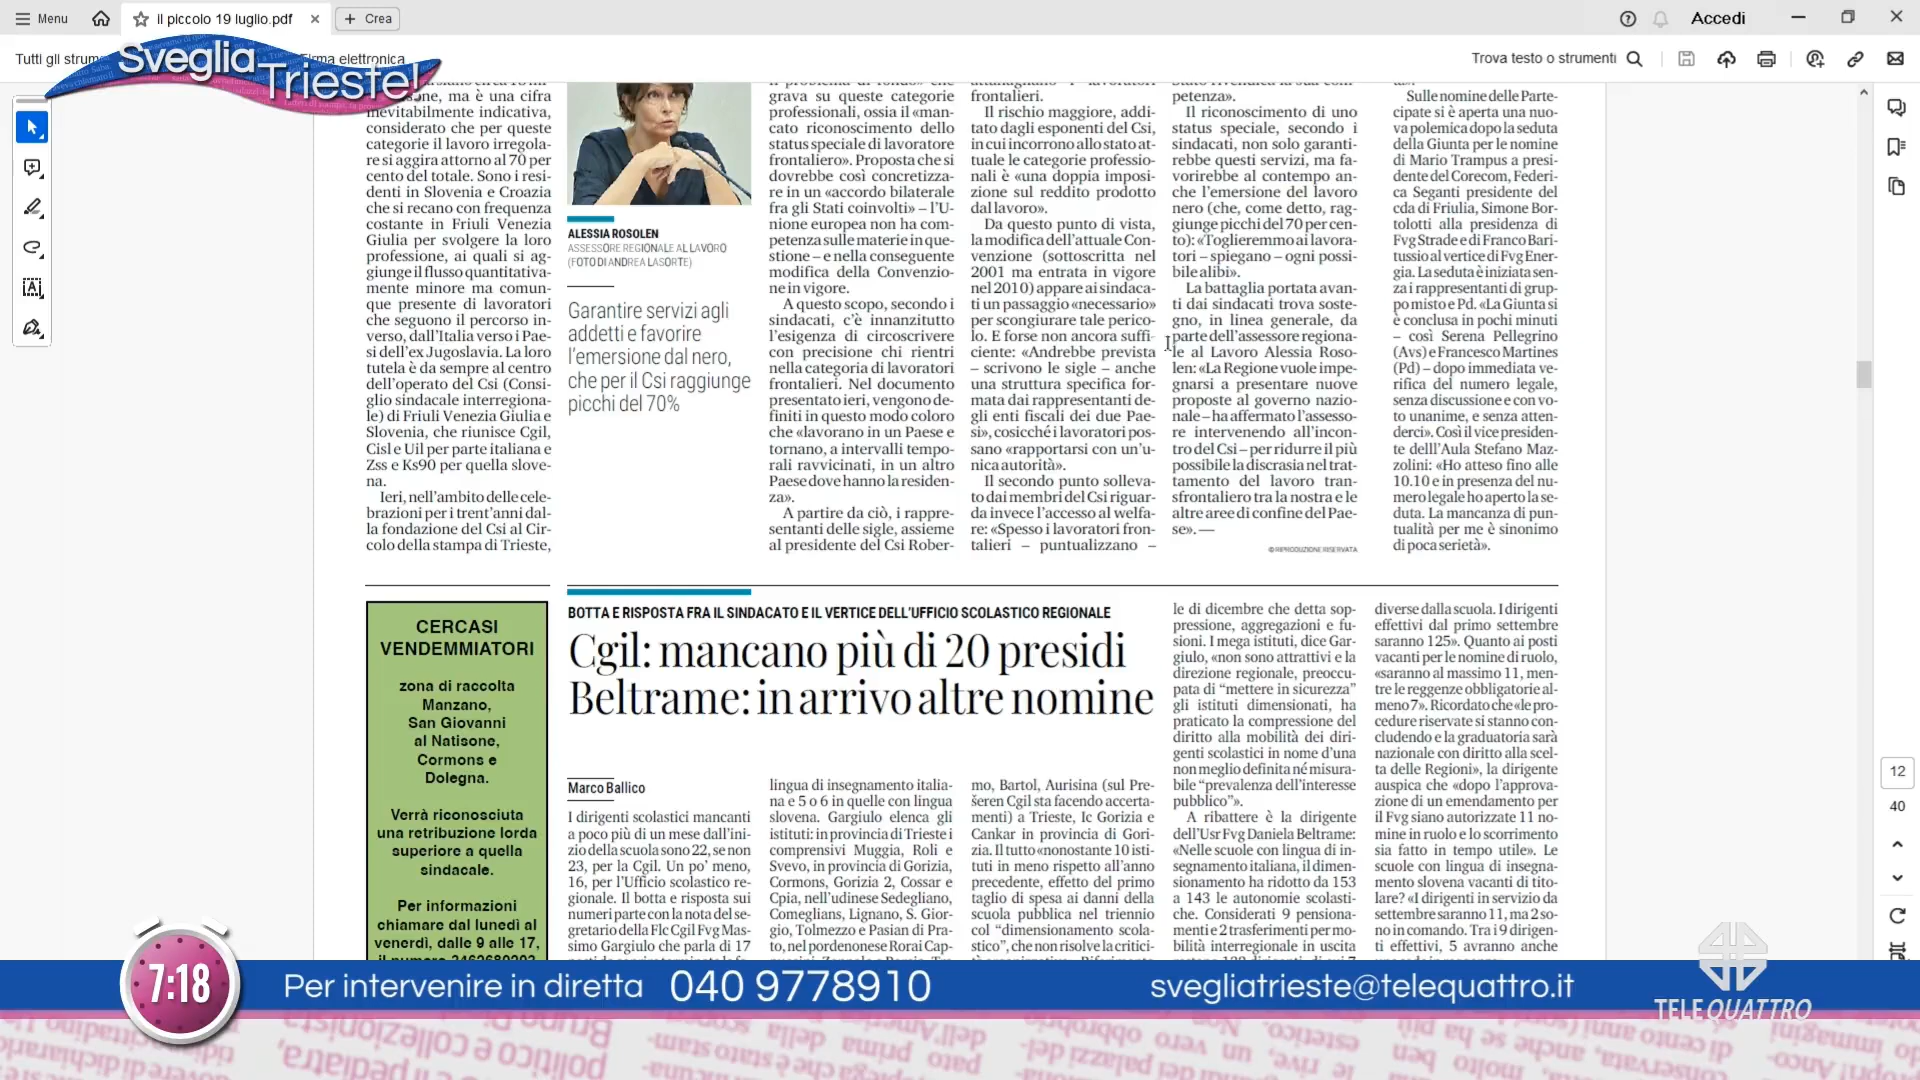 Menu
il piccolo 19 luglio.pdf
Crea
Accedi
Tutti gli
Firma elettronica
Trova testo o strumenti
Sveglia
Trieste!
sone, ma è una cifra
inevitabilmente indicativa,
considerato che per queste
categorie il lavoro irregola-
re si aggira attorno al 70 per
cento del totale. Sono i resi-
denti in Slovenia e Croazia
che si recano con frequenza
costante in Friuli Venezia
Giulia per svolgere la loro
professione, ai quali si ag-
giunge il flusso quantitativa-
mente minore ma comun-
que presente di lavoratori
che seguono il percorso in-
verso, dall'Italia verso i Pae-
si dell'ex Jugoslavia. La loro
tutela è da sempre al centro
dell'operato del Csi (Consi-
glio sindacale interregiona-
le) di Friuli Venezia Giulia e
Slovenia, che riunisce Cgil,
Cisl e Uil per parte italiana e
Zss e Ks90 per quella slove-
na.
Ieri, nell'ambito delle cele-
brazioni per i trent'anni dal-
la fondazione del Csi al Cir-
colo della stampa di Trieste,
ALESSIA ROSOLEN
ASSESSORE REGIONALE AL LAVORO
(FOTO DI ANDREA LASORTE)
Garantire servizi agli
addetti e favorire
l'emersione dal nero,
che per il Csi raggiunge
picchi del 70%
grava su queste categorie
professionali, ossia il «man-
cato riconoscimento dello
status speciale di lavoratore
frontaliero». Proposta che si
dovrebbe così concretizza-
re in un «accordo bilaterale
fra gli Stati coinvolti» – l'U-
nione europea non ha com-
petenza sulle materie in que-
stione – e nella conseguente
modifica della Convenzio-
ne in vigore.
A questo scopo, secondo i
sindacati, c'è innanzitutto
l'esigenza di circoscrivere
con precisione chi rientri
nella categoria di lavoratori
frontalieri. Nel documento
presentato ieri, vengono de-
finiti in questo modo coloro
che «lavorano in un Paese e
tornano, a intervalli tempo-
rali ravvicinati, in un altro
Paese dove hanno la residen-
za».
A partire da ciò, i rappre-
sentanti delle sigle, assieme
al presidente del Csi Rober-
frontalieri.
Il rischio maggiore, addi-
tato dagli esponenti del Csi,
in cui incorrono allo stato at-
tuale le categorie professio-
nali è «una doppia imposi-
zione sul reddito prodotto
dal lavoro».
Da questo punto di vista,
la modifica dell'attuale Con-
venzione (sottoscritta nel
2001 ma entrata in vigore
nel 2010) appare ai sindaca-
ti un passaggio «necessario»
per scongiurare tale perico-
lo. E forse non ancora suffi-
ciente: «Andrebbe prevista
– scrivono le sigle – anche
una struttura specifica for-
mata dai rappresentanti de-
gli enti fiscali dei due Pae-
si», cosicché i lavoratori pos-
sano «rapportarsi con un'u-
nica autorità».
Il secondo punto solleva-
to dai membri del Csi riguar-
da invece l'accesso al welfa-
re: «Spesso i lavoratori fron-
talieri – puntualizzano –
petenza».
Il riconoscimento di uno
status speciale, secondo i
sindacati, non solo garanti-
rebbe questi servizi, ma fa-
vorirebbe al contempo an-
che l'emersione del lavoro
nero (che, come detto, rag-
giunge picchi del 70 per cen-
to): «Toglieremmo ai lavora-
tori – spiegano – ogni possi-
bile alibi».
La battaglia portata avan-
ti dai sindacati trova soste-
gno, in linea generale, da
parte dell'assessore regiona-
le al Lavoro Alessia Roso-
len: «La Regione vuole impe-
gnarsi a presentare nuove
proposte al governo nazio-
nale – ha affermato l'assesso-
re intervenendo all'incon-
tro del Csi – per ridurre il più
possibile la discrasia nel trat-
tamento del lavoro tran-
sfrontaliero tra la nostra e le
altre aree di confine del Pae-
se». —
© RIPRODUZIONE RISERVATA
Sulle nomine delle Parte-
cipate si è aperta una nuo-
va polemica dopo la seduta
della Giunta per le nomine
di Mario Trampus a presi-
dente del Corecom, Federi-
ca Seganti presidente del
cda di Friulia, Simone Bor-
tolotti alla presidenza di
Fvg Strade e di Franco Bari-
tussio al vertice di Fvg Ener-
gia. La seduta è iniziata sen-
za i rappresentanti di grup-
po misto e Pd. «La Giunta si
è conclusa in pochi minuti
– così Serena Pellegrino
(Avs) e Francesco Martines
(Pd) – dopo immediata ve-
rifica del numero legale,
senza discussione e con vo-
to unanime, e senza atten-
derci». Così il vice presiden-
te delll'Aula Stefano Maz-
zolini: «Ho atteso fino alle
10.10 e in presenza del nu-
mero legale ho aperto la se-
duta. La mancanza di pun-
tualità per me è sinonimo
di poca serietà».
CERCASI
VENDEMMIATORI
zona di raccolta
Manzano,
San Giovanni
al Natisone,
Cormons e
Dolegna.
Verrà riconosciuta
una retribuzione lorda
superiore a quella
sindacale.
Per informazioni
chiamare dal lunedì al
venerdì, dalle 9 alle 17,
BOTTA E RISPOSTA FRA IL SINDACATO E IL VERTICE DELL'UFFICIO SCOLASTICO REGIONALE
Cgil: mancano più di 20 presidi
Beltrame: in arrivo altre nomine
Marco Ballico
I dirigenti scolastici mancanti
a poco più di un mese dall'ini-
zio della scuola sono 22, se non
23, per la Cgil. Un po' meno,
16, per l'Ufficio scolastico re-
gionale. Il botta e risposta sui
numeri parte con la nota del se-
gretario della Flc Cgil Fvg Mas-
simo Gargiulo che parla di 17
lingua di insegnamento italia-
na e 5 o 6 in quelle con lingua
slovena. Gargiulo elenca gli
istituti: in provincia di Trieste i
comprensivi Muggia, Roli e
Svevo, in provincia di Gorizia,
Cormons, Gorizia 2, Cossar e
Cpia, nell'udinese Sedegliano,
Comeglians, Lignano, S. Gior-
gio, Tolmezzo e Pasian di Pra-
to, nel pordenonese Rorai Cap-
mo, Bartol, Aurisina (sul Pre-
šeren Cgil sta facendo accerta-
menti) a Trieste, Ic Gorizia e
Cankar in provincia di Gori-
zia. Il tutto «nonostante 10 isti-
tuti in meno rispetto all'anno
precedente, effetto del primo
taglio di spesa ai danni della
scuola pubblica nel triennio
col “dimensionamento scola-
stico”, che non risolve la critici-
le di dicembre che detta sop-
pressione, aggregazioni e fu-
sioni. I mega istituti, dice Gar-
giulo, «non sono attrattivi e la
direzione regionale, preoccu-
pata di “mettere in sicurezza”
gli istituti dimensionati, ha
praticato la compressione del
diritto alla mobilità dei diri-
genti scolastici in nome d'una
non meglio definita né misura-
bile “prevalenza dell'interesse
pubblico”».
A ribattere è la dirigente
dell'Usr Fvg Daniela Beltrame:
«Nelle scuole con lingua di in-
segnamento italiana, il dimen-
sionamento ha ridotto da 153
a 143 le autonomie scolasti-
che. Considerati 9 pensiona-
menti e 2 trasferimenti per mo-
bilità interregionale in uscita
diverse dalla scuola. I dirigenti
effettivi dal primo settembre
saranno 125». Quanto ai posti
vacanti per le nomine di ruolo,
«saranno al massimo 11, men-
tre le reggenze obbligatorie al-
meno 7». Ricordato che «le pro-
cedure riservate si stanno con-
cludendo e la graduatoria sarà
nazionale con diritto alla scel-
ta delle Regioni», la dirigente
auspica che «dopo l'approva-
zione di un emendamento per
il Fvg siano autorizzate 11 no-
mine in ruolo e lo scorrimento
sia fatto in tempo utile». Le
scuole con lingua di insegna-
mento slovena vacanti di tito-
lare? «I dirigenti in servizio da
settembre saranno 11, ma 2 so-
no in comando. Tra i 9 dirigen-
ti effettivi, 5 avranno anche
12
40
7:18
Per intervenire in diretta 040 9778910
svegliatrieste@telequattro.it
TELEQUATTRO